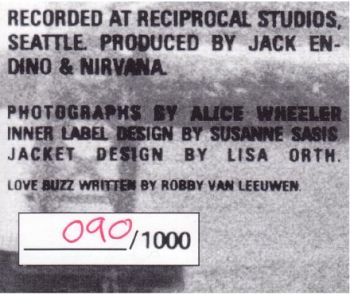 RECORDED AT RECIPROCAL STUDIOS,
SEATTLE. PRODUCED BY JACK EN-
DINO & NIRVANA.
PHOTOGRAPHS BY ALICE WHEELER
INNER LABEL DESIGN BY SUSANNE SASIS
JACKET DESIGN BY LISA ORTH.
LOVE BUZZ WRITTEN BY ROBBY VAN LEEUWEN.
090/1000